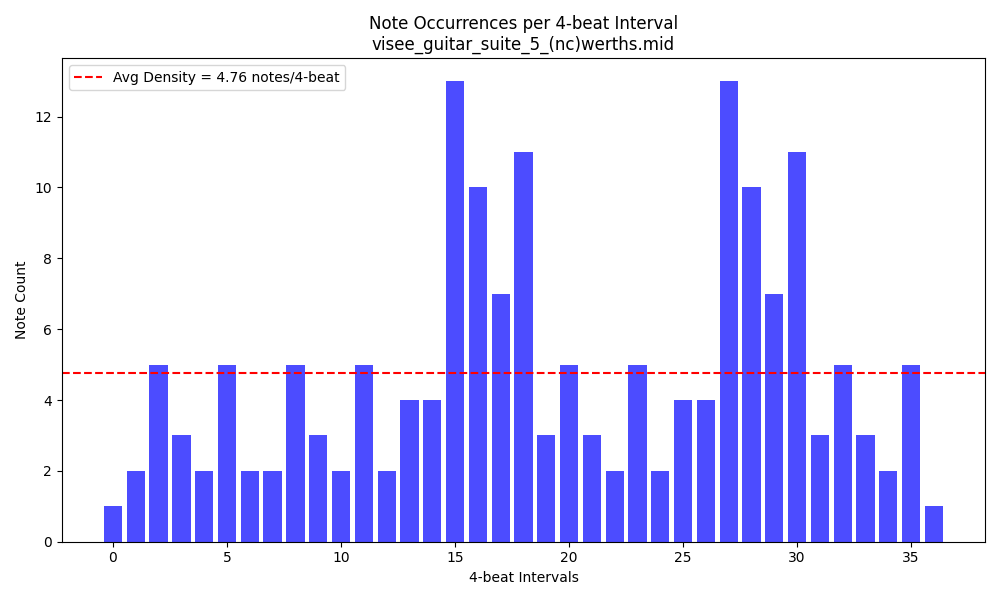 Note Occurrences per 4-beat Interval
visee_guitar_suite_5_(nc)werths.mid
Avg Density = 4.76 notes/4-beat
Note Count
12
10
8
6
4
2
0
0 5 10 15 20 25 30 35
4-beat Intervals